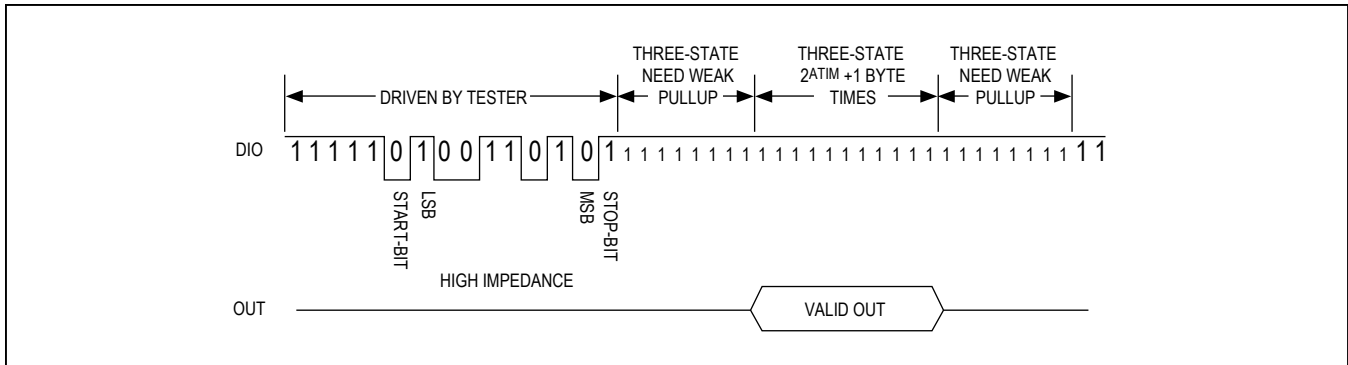 THREE-STATE
NEED WEAK
PULLUP
THREE-STATE
2ATIM +1 BYTE
TIMES
THREE-STATE
NEED WEAK
PULLUP
DRIVEN BY TESTER
DIO
1 1 1 1 1 0 1 0 0 1 1 0 1 0 1 1 1 1 1 1 1 1 1 1 1 1 1 1 1 1 1 1 1 1 1 1 1 1 1 1 1 1 1 1
START-BIT
LSB
MSB
STOP-BIT
HIGH IMPEDANCE
OUT
VALID OUT